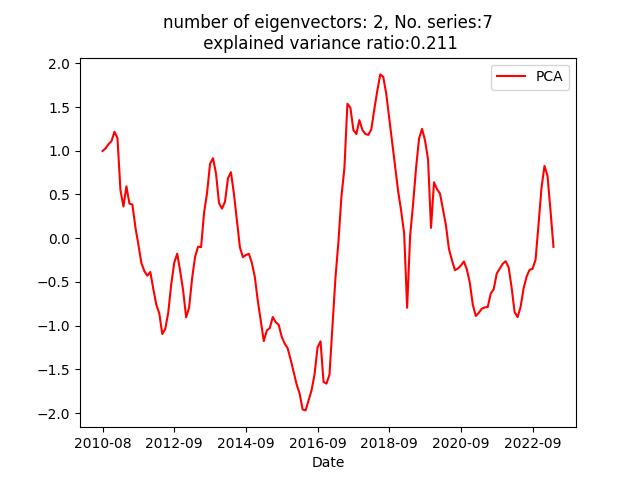 number of eigenvectors: 2, No. series:7
explained variance ratio:0.211
PCA
2.0
1.5
1.0
0.5
0.0
−0.5
−1.0
−1.5
−2.0
2010-08 2012-09 2014-09 2016-09 2018-09 2020-09 2022-09
Date